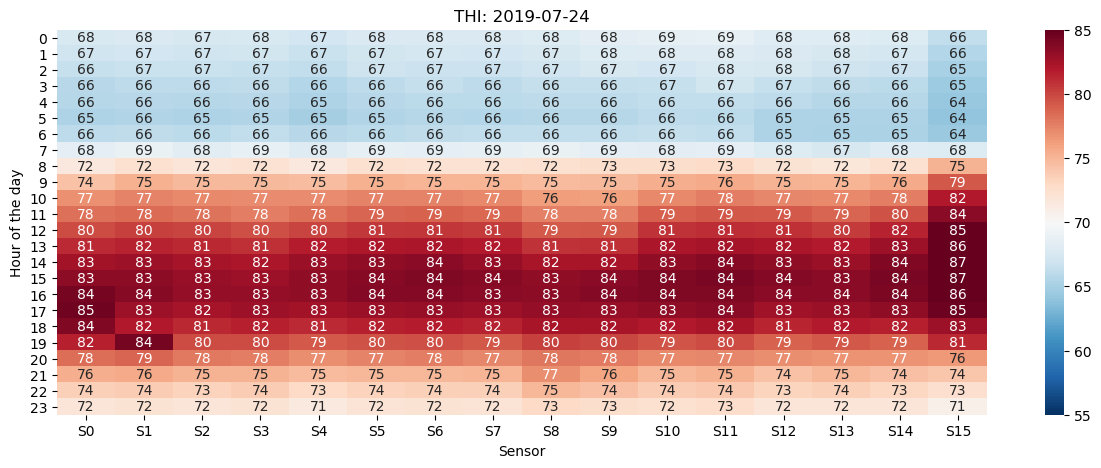 THI: 2019-07-24
Hour of the day
0 68 68 67 68 67 68 68 68 68 68 69 69 68 68 68 66
1 67 67 67 67 67 67 67 67 67 68 68 68 68 68 67 66
2 66 67 67 67 66 67 67 67 67 67 67 68 68 67 67 65
3 66 66 66 66 66 66 66 66 66 66 67 67 67 66 66 65
4 66 66 66 66 65 66 66 66 66 66 66 66 66 66 66 64
5 65 66 65 66 65 65 66 65 66 66 66 66 65 65 65 64
6 66 66 66 66 66 66 66 66 66 66 66 66 65 65 65 64
7 68 69 68 69 68 69 69 69 69 69 68 69 68 67 68 68
8 72 72 72 72 72 72 72 72 72 73 73 73 72 72 72 75
9 74 75 75 75 75 75 75 75 75 75 75 76 75 75 76 79
10 77 77 77 77 77 77 77 77 76 76 77 78 77 77 78 82
11 78 78 78 78 78 79 79 79 78 78 79 79 79 79 80 84
12 80 80 80 80 80 81 81 81 79 79 81 81 81 80 82 85
13 81 82 81 81 82 82 82 82 81 81 82 82 82 82 83 86
14 83 83 83 82 83 83 84 83 82 82 83 84 83 83 84 87
15 83 83 83 83 83 84 84 84 83 83 84 84 84 83 84 87
16 84 84 83 83 83 84 84 83 83 84 84 84 84 84 84 86
17 85 83 82 83 83 83 83 83 83 83 83 84 83 83 83 85
18 84 82 81 82 81 82 82 82 82 82 82 82 81 82 82 83
19 82 84 80 80 79 80 80 79 80 80 79 80 79 79 79 81
20 78 79 78 78 77 77 78 77 78 78 77 77 77 77 77 76
21 76 76 75 75 75 75 75 75 77 76 75 75 74 75 74 74
22 74 74 73 74 73 74 74 74 75 74 74 74 73 74 73 73
23 72 72 72 72 71 72 72 72 73 73 72 73 72 72 72 71
S0 S1 S2 S3 S4 S5 S6 S7 S8 S9 S10 S11 S12 S13 S14 S15
Sensor
85
80
75
70
65
60
55